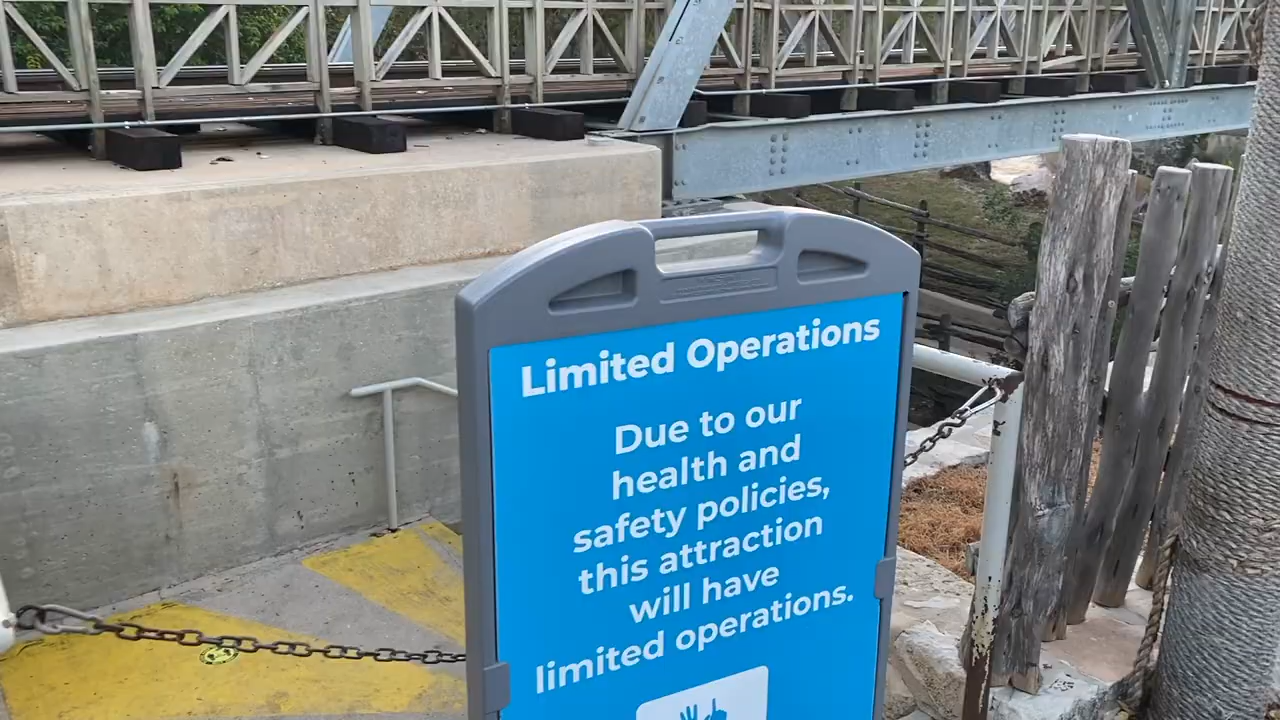 Limited Operations
Due to our
health and
safety policies,
this attraction
will have
limited operations.